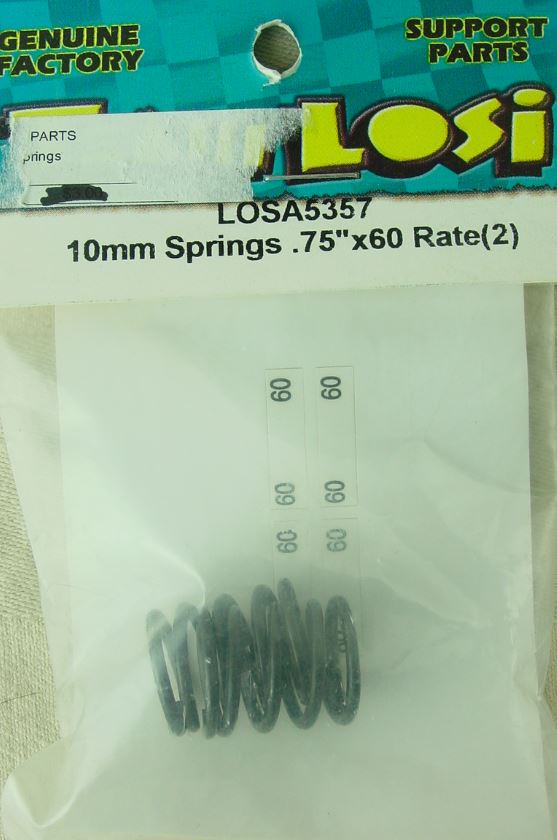 GENUINE
FACTORY
SUPPORT
PARTS
LOSi
PARTS
prings
LOSA5357
10mm Springs .75"x60 Rate(2)
60 60
60 60
60 60